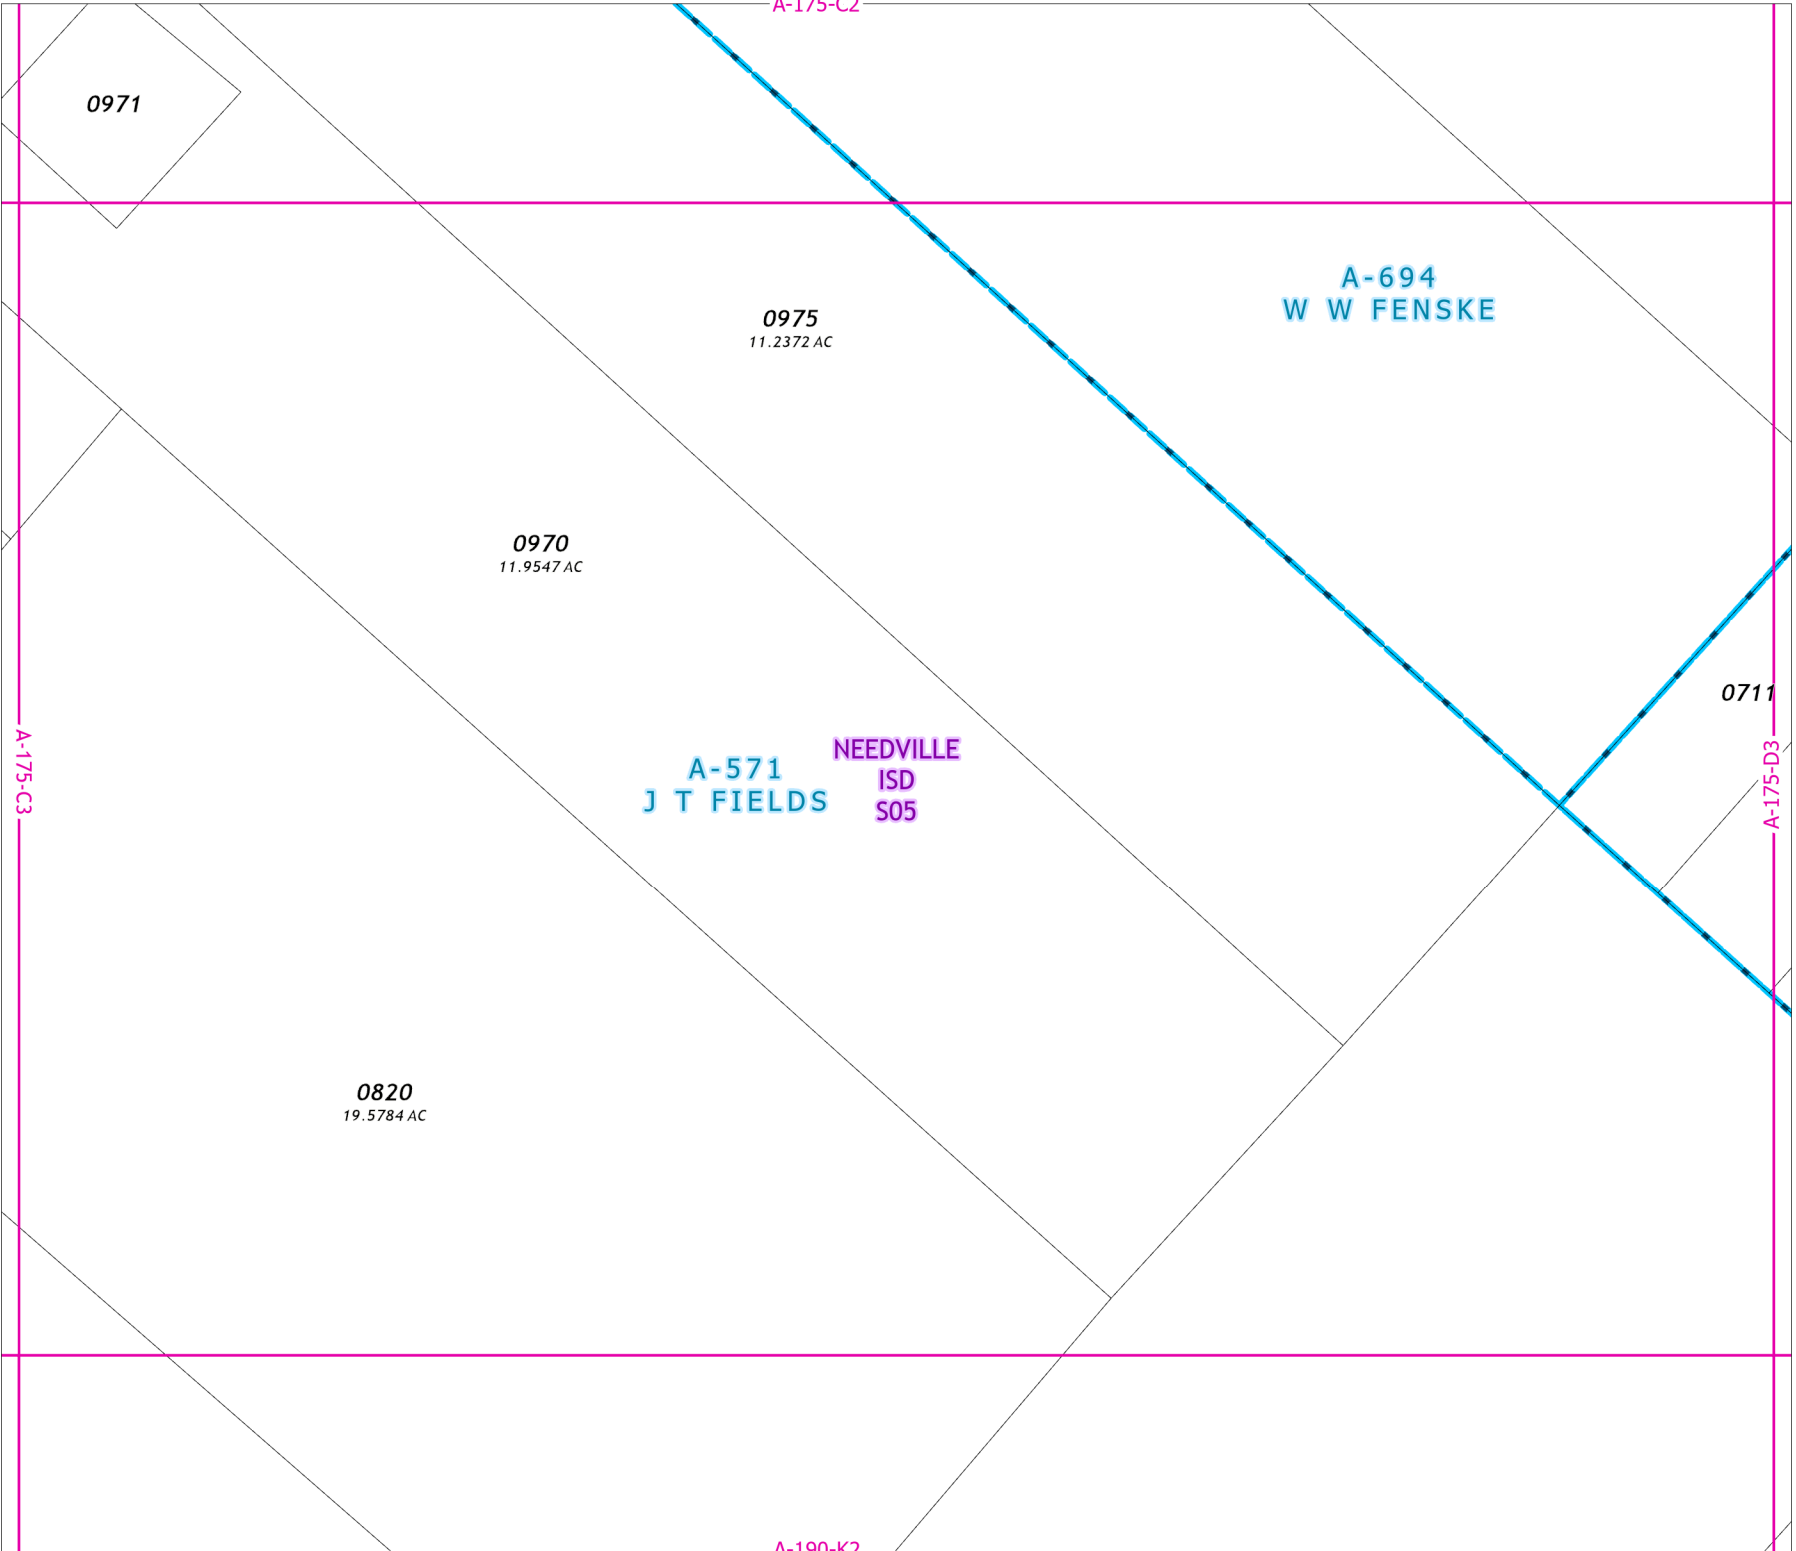 A-175-C2
0971
A-694
W W FENSKE
0975
11.2372 AC
0970
11.9547 AC
0711
A-175-C3
A-571
J T FIELDS
NEEDVILLE
ISD
S05
A-175-D3
0820
19.5784 AC
A-190-K2